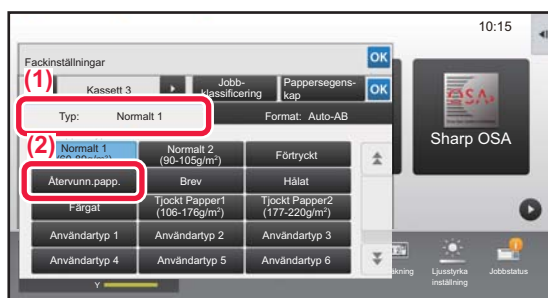 10:15
Fackinställningar
OK
(1)
Kassett 3
Jobb-
klassificering
Pappersegens-
kap
OK
Typ: Normalt 1
Format: Auto-AB
(2)
Normalt 1
Normalt 2
(90-105g/m²)
Förtryckt
Återvunn.papp.
Brev
Hålat
Färgat
Tjockt Papper1
(106-176g/m²)
Tjockt Papper2
(177-220g/m²)
Användartyp 1
Användartyp 2
Användartyp 3
Användartyp 4
Användartyp 5
Användartyp 6
Y
OSA
Sharp OSA
Ljusstyrka
inställning
Jobbstatus